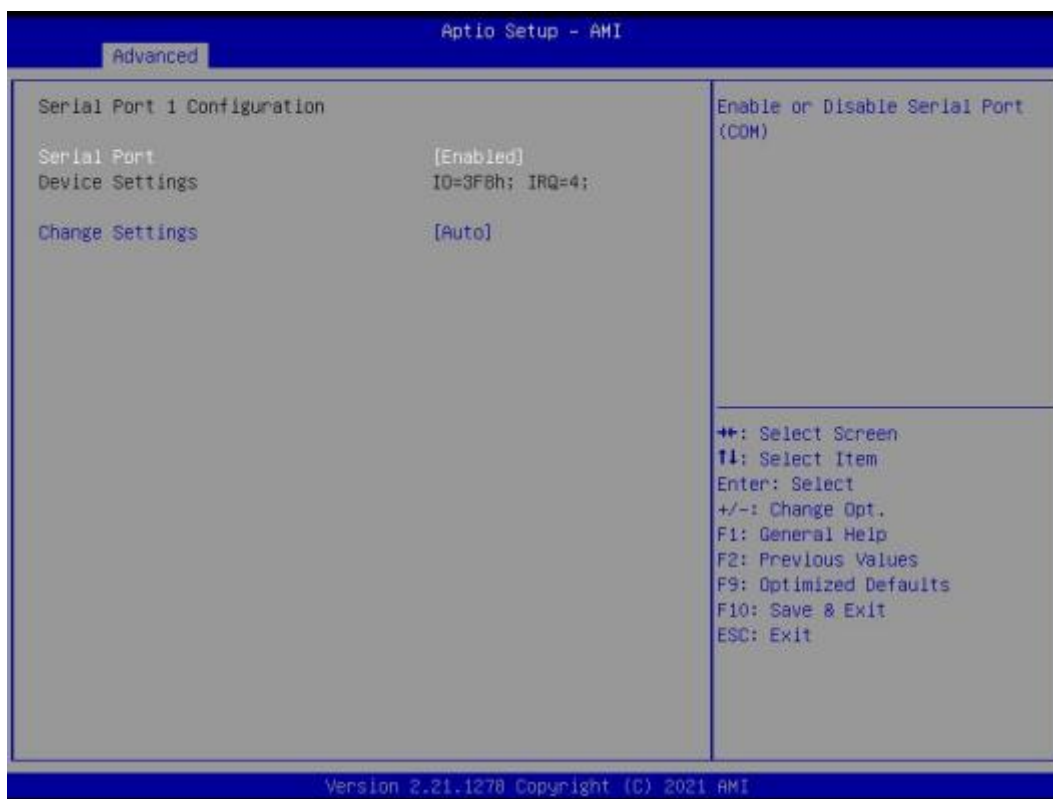 Aptio Setup – AMI
Advanced
Serial Port 1 Configuration
Serial Port [Enabled]
Device Settings IO=3F8h; IRQ=4;
Change Settings [Auto]
Enable or Disable Serial Port
(COM)
→←: Select Screen
↑↓: Select Item
Enter: Select
+/-: Change Opt.
F1: General Help
F2: Previous Values
F9: Optimized Defaults
F10: Save & Exit
ESC: Exit
Version 2.21.1278 Copyright (C) 2021 AMI